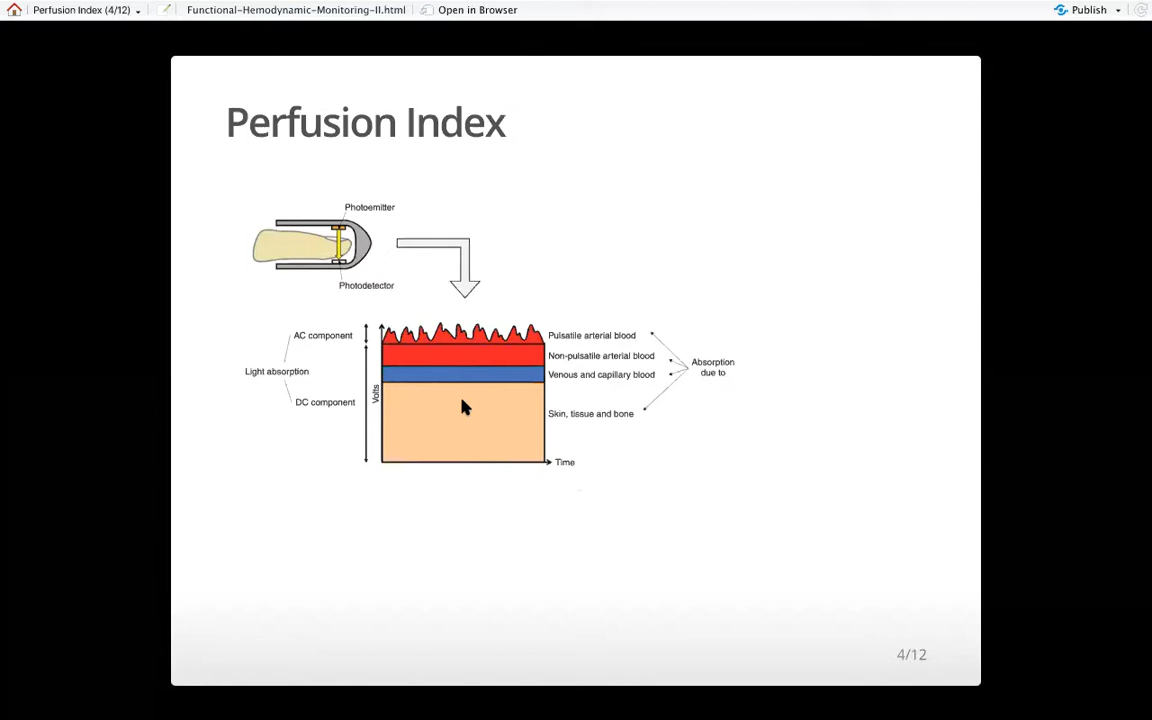 Perfusion Index (4/12)
Functional-Hemodynamic-Monitoring-II.html
Open in Browser
Publish
Perfusion Index
Photoemitter
Photodetector
AC component
Light absorption
DC component
Volts
Pulsatile arterial blood
Non-pulsatile arterial blood
Venous and capillary blood
Skin, tissue and bone
Absorption
due to
Time
4/12